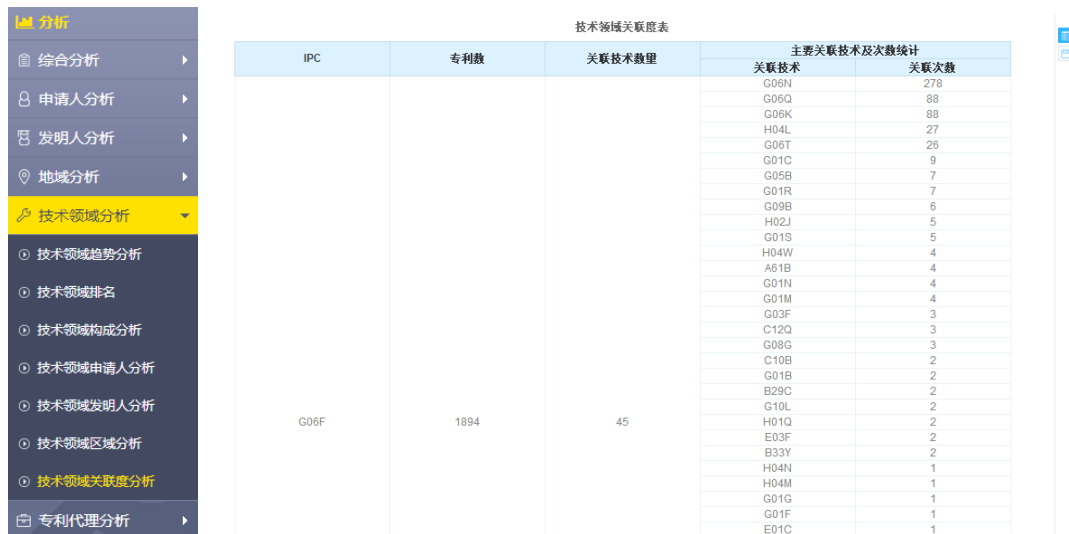 分析
综合分析
申请人分析
发明人分析
地域分析
技术领域分析
技术领域趋势分析
技术领域排名
技术领域构成分析
技术领域申请人分析
技术领域发明人分析
技术领域区域分析
技术领域关联度分析
专利代理分析
技术领域关联度表
IPC 专利数 关联技术数量 主要关联技术及次数统计
关联技术 关联次数
G06N 278
G06Q 88
G06K 88
H04L 27
G06T 26
G01C 9
G05B 7
G01R 7
G09B 6
H02J 5
G01S 5
H04W 4
A61B 4
G01N 4
G01M 4
G03F 3
C12Q 3
G08G 3
C10B 2
G01B 2
B29C 2
G10L 2
G06F 1894 45 H01Q 2
E03F 2
B33Y 2
H04N 1
H04M 1
G01G 1
G01F 1
E01C 1